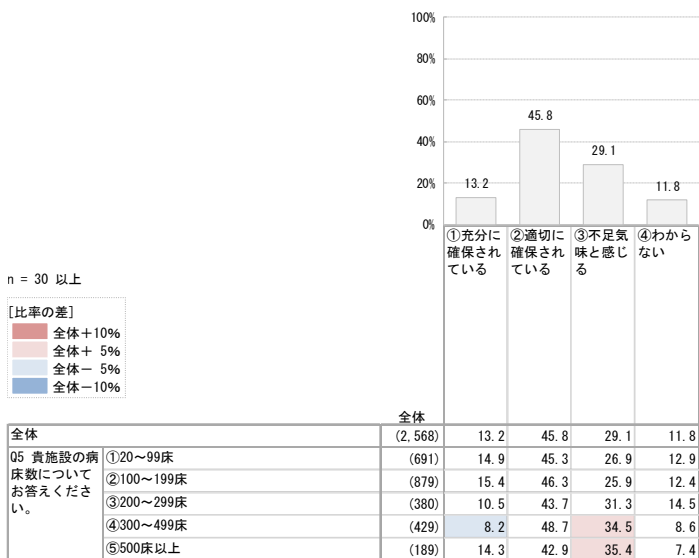 100%
80%
60%
40%
20%
0%
13.2
45.8
29.1
11.8
①充分に
確保され
ている
②適切に
確保され
ている
③不足気
味と感じ
る
④わから
ない
n = 30 以上
[比率の差]
全体＋10%
全体＋ 5%
全体－ 5%
全体－10%
全体
全体 (2,568) 13.2 45.8 29.1 11.8
Q5 貴施設の病
床数について
お答えくださ
い。
①20～99床 (691) 14.9 45.3 26.9 12.9
②100～199床 (879) 15.4 46.3 25.9 12.4
③200～299床 (380) 10.5 43.7 31.3 14.5
④300～499床 (429) 8.2 48.7 34.5 8.6
⑤500床以上 (189) 14.3 42.9 35.4 7.4